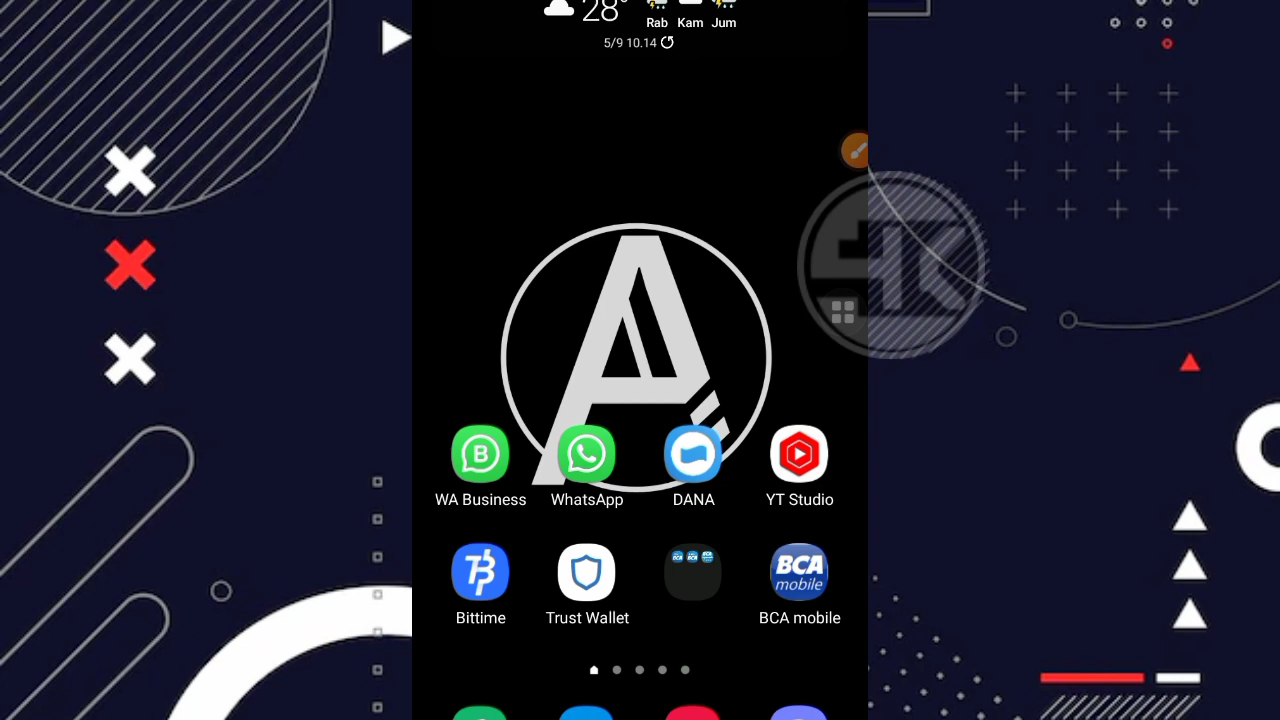 28°
Rab Kam Jum
5/9 10.14
A
B
WA Business WhatsApp DANA YT Studio
BCA
mobile
Bittime Trust Wallet BCA mobile